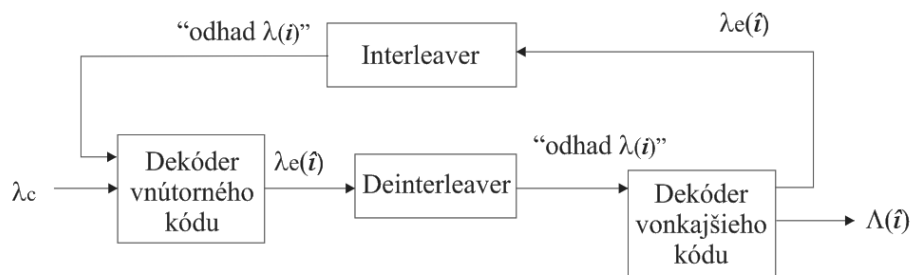 “odhad λ(i)”
λe(î)
Interleaver
“odhad λ(i)”
Dekóder
vnútorného
kódu
λe(î)
Deinterleaver
λc
Dekóder
vonkajšieho
kódu
Λ(î)